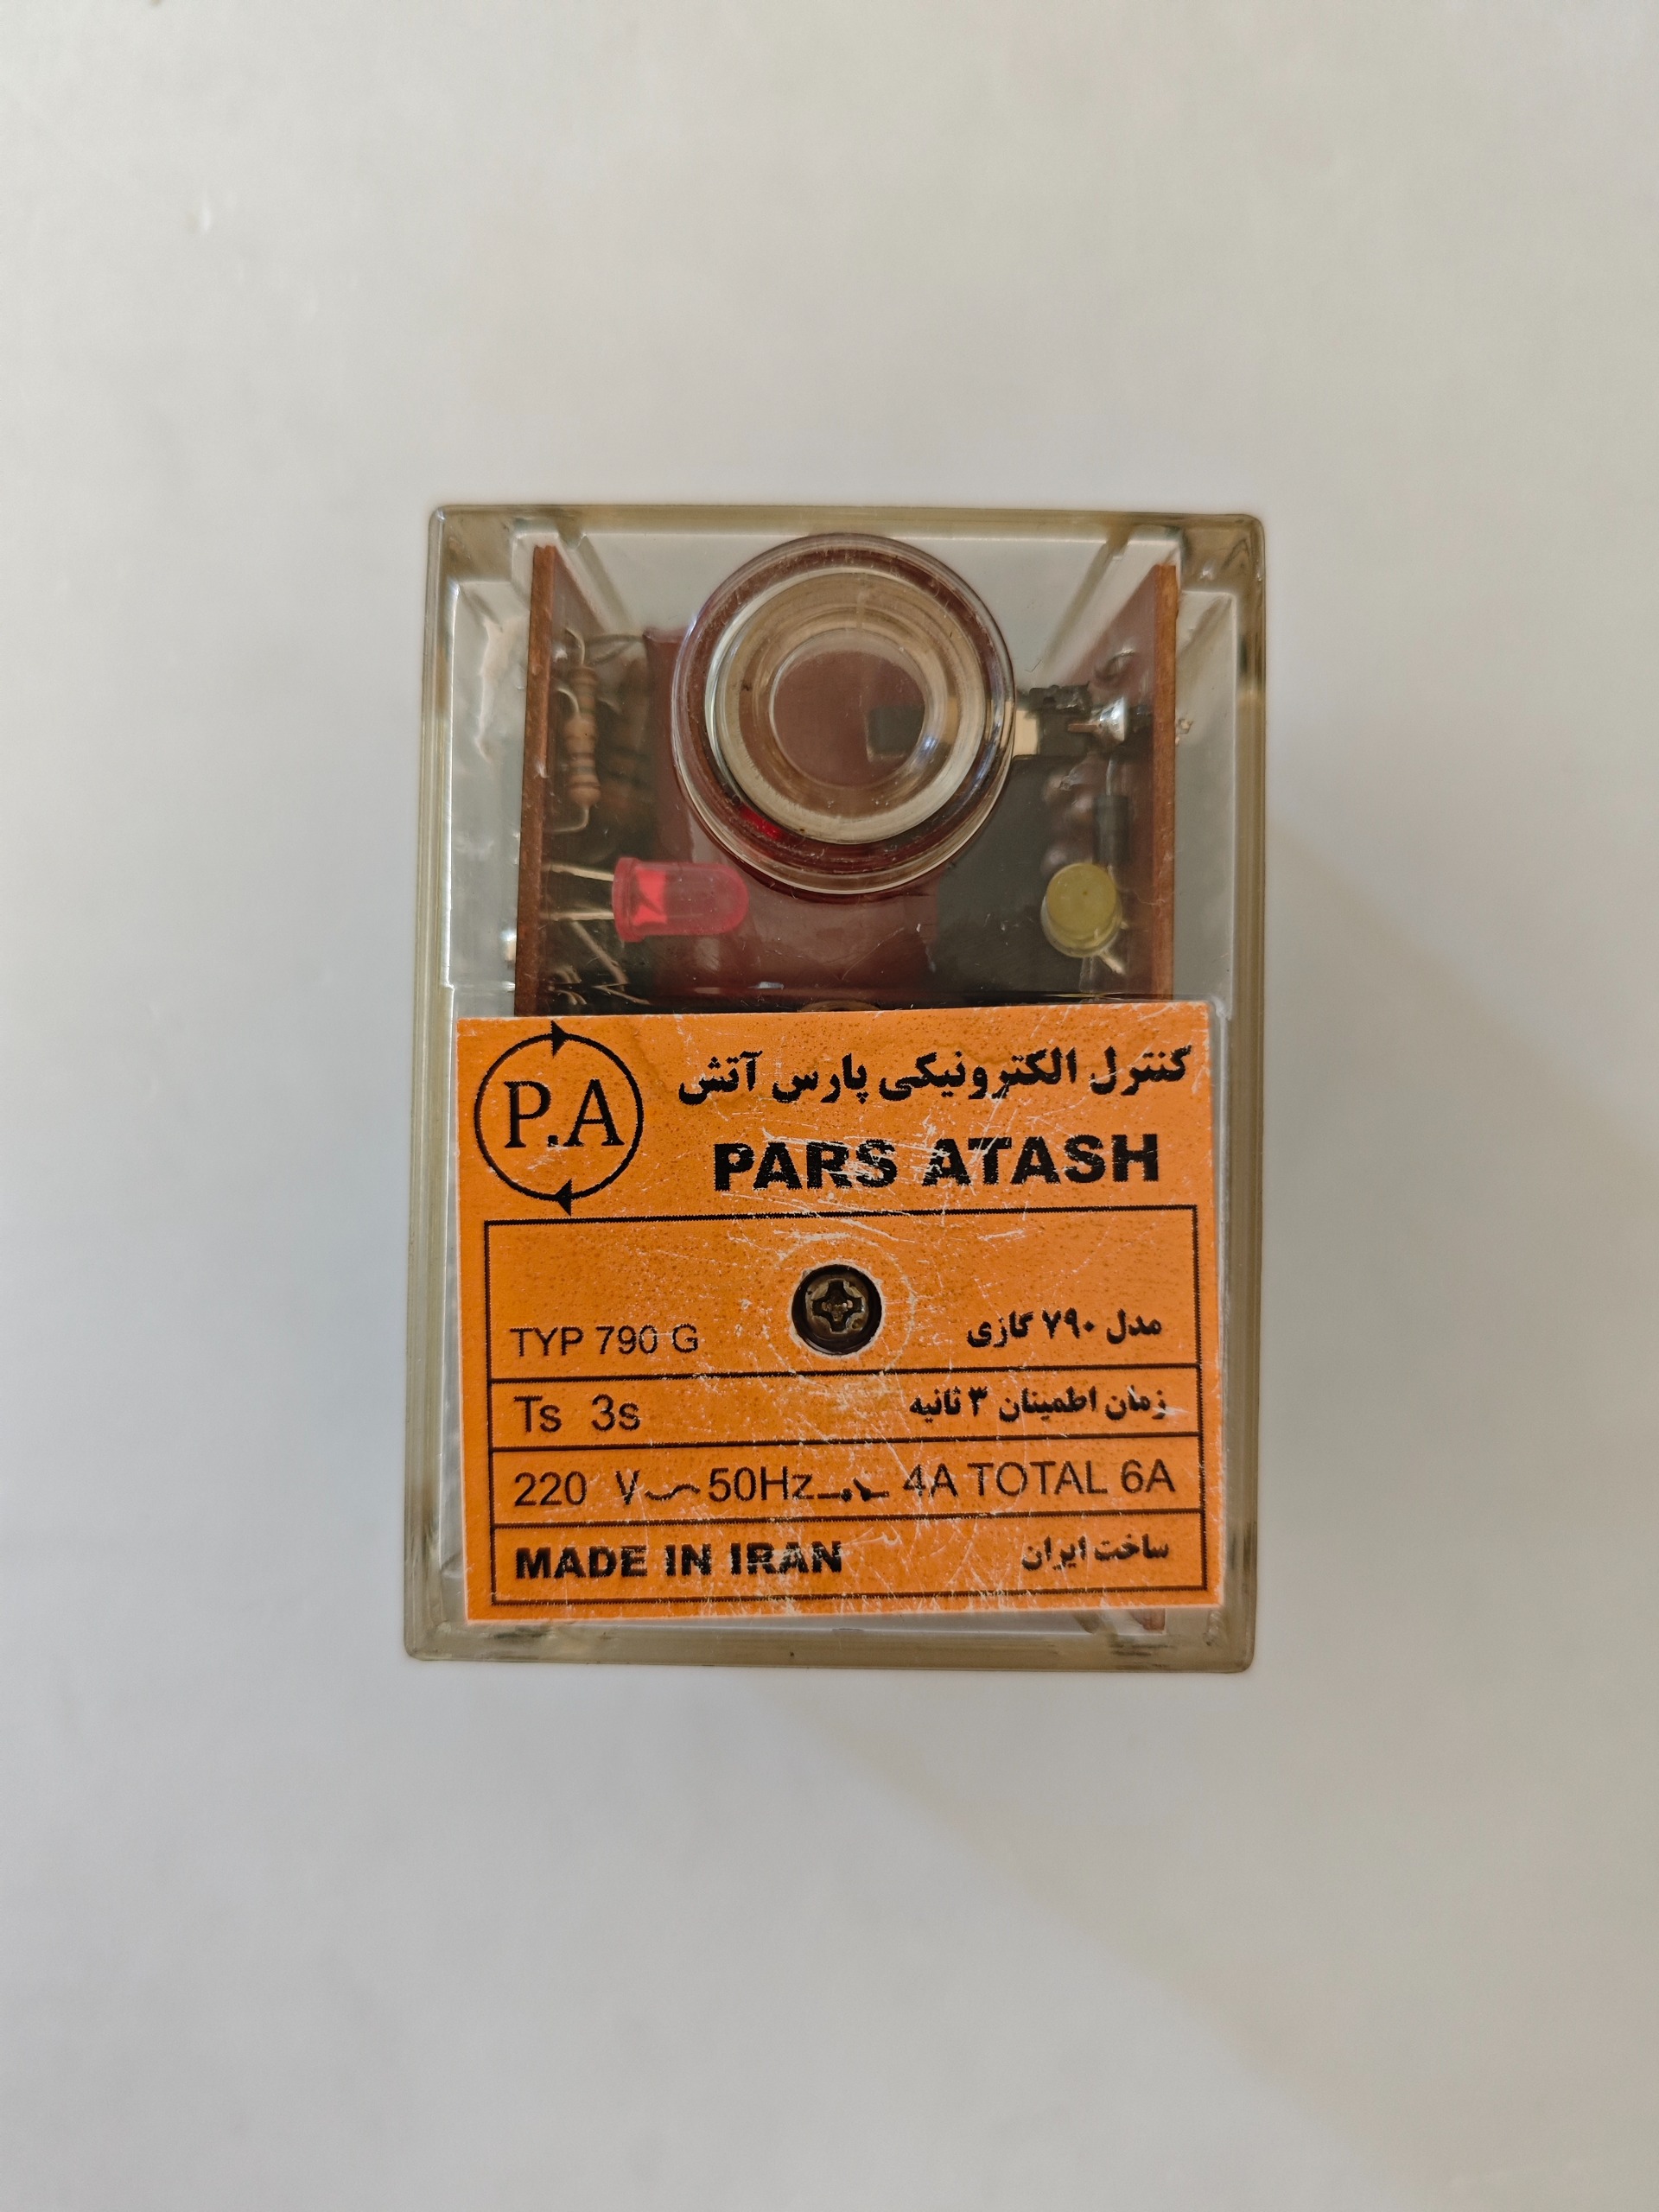 P.A
کنترل الکترونیکی پارس آتش
PARS ATASH
TYP 790 G مدل ۷۹۰ گازی
Ts 3s زمان اطمینان ۳ ثانیه
220 V~50Hz 4A TOTAL 6A
MADE IN IRAN ساخت ایران